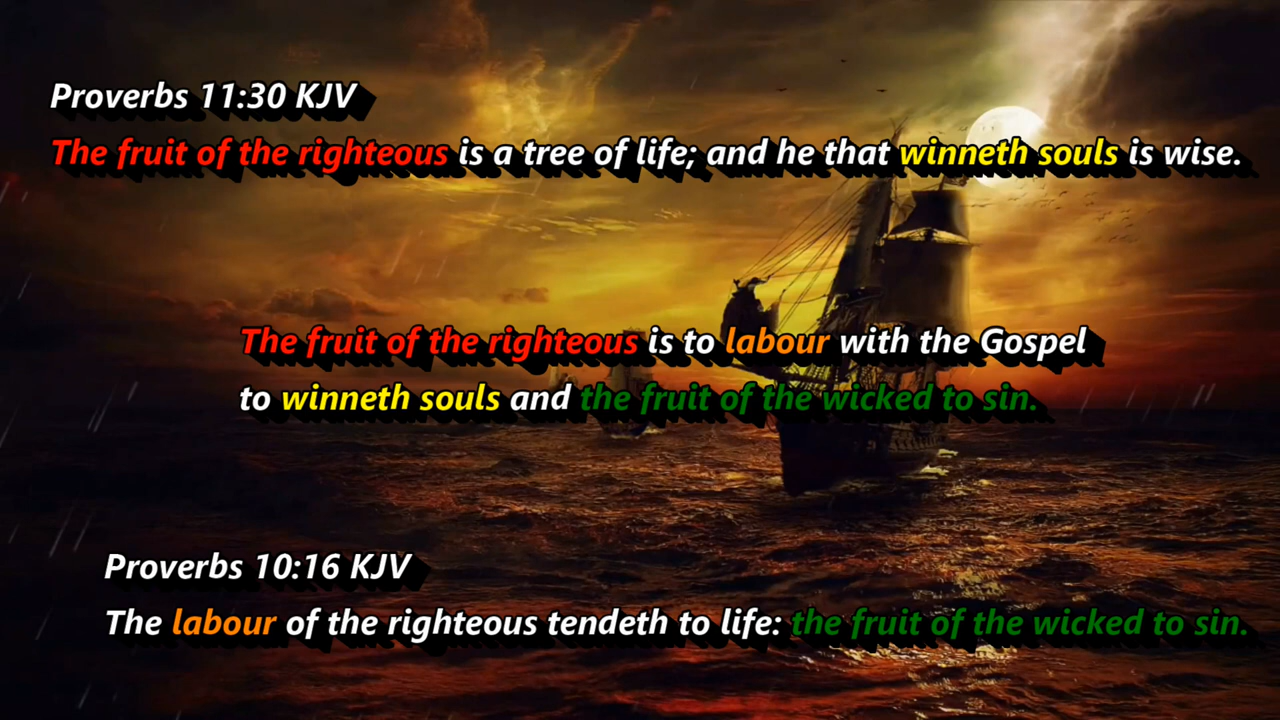 Proverbs 11:30 KJV
The fruit of the righteous is a tree of life; and he that winneth souls is wise.
The fruit of the righteous is to labour with the Gospel
to winneth souls and the fruit of the wicked to sin.
Proverbs 10:16 KJV
The labour of the righteous tendeth to life: the fruit of the wicked to sin.